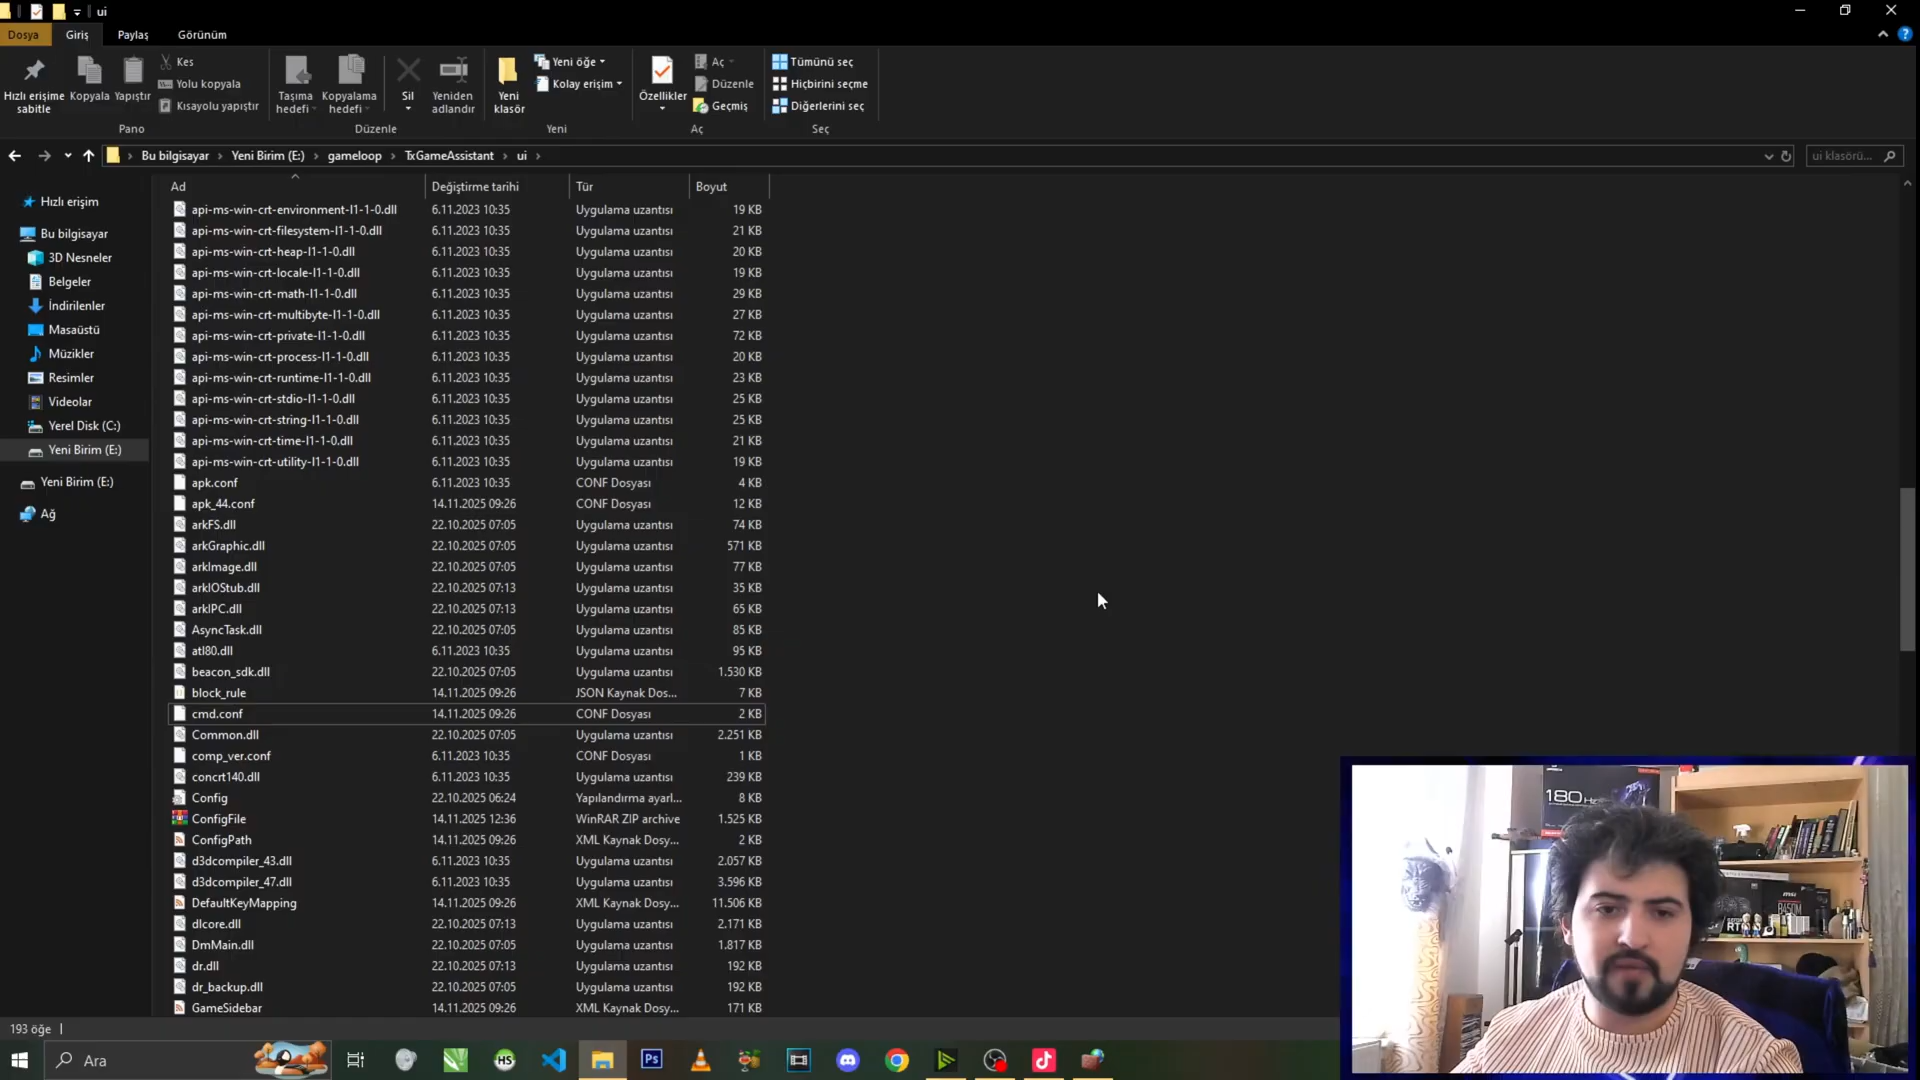 ui
Dosya
Giriş
Paylaş
Görünüm
Hızlı erişime sabitle
Kopyala
Yapıştır
Kes
Yolu kopyala
Kısayolu yapıştır
Pano
Taşıma hedefi
Kopyalama hedefi
Sil
Yeniden adlandır
Düzenle
Yeni klasör
Yeni öğe
Kolay erişim
Yeni
Özellikler
Aç
Düzenle
Geçmiş
Aç
Tümünü seç
Hiçbirini seçme
Diğerlerini seç
Seç
Bu bilgisayar > Yeni Birim (E:) > gameloop > TxGameAssistant > ui >
ui klasörü...
Hızlı erişim
Bu bilgisayar
3D Nesneler
Belgeler
İndirilenler
Masaüstü
Müzikler
Resimler
Videolar
Yerel Disk (C:)
Yeni Birim (E:)
Yeni Birim (E:)
Ağ
Ad Değiştirme tarihi Tür Boyut
api-ms-win-crt-environment-l1-1-0.dll 6.11.2023 10:35 Uygulama uzantısı 19 KB
api-ms-win-crt-filesystem-l1-1-0.dll 6.11.2023 10:35 Uygulama uzantısı 21 KB
api-ms-win-crt-heap-l1-1-0.dll 6.11.2023 10:35 Uygulama uzantısı 20 KB
api-ms-win-crt-locale-l1-1-0.dll 6.11.2023 10:35 Uygulama uzantısı 19 KB
api-ms-win-crt-math-l1-1-0.dll 6.11.2023 10:35 Uygulama uzantısı 29 KB
api-ms-win-crt-multibyte-l1-1-0.dll 6.11.2023 10:35 Uygulama uzantısı 27 KB
api-ms-win-crt-private-l1-1-0.dll 6.11.2023 10:35 Uygulama uzantısı 72 KB
api-ms-win-crt-process-l1-1-0.dll 6.11.2023 10:35 Uygulama uzantısı 20 KB
api-ms-win-crt-runtime-l1-1-0.dll 6.11.2023 10:35 Uygulama uzantısı 23 KB
api-ms-win-crt-stdio-l1-1-0.dll 6.11.2023 10:35 Uygulama uzantısı 25 KB
api-ms-win-crt-string-l1-1-0.dll 6.11.2023 10:35 Uygulama uzantısı 25 KB
api-ms-win-crt-time-l1-1-0.dll 6.11.2023 10:35 Uygulama uzantısı 21 KB
api-ms-win-crt-utility-l1-1-0.dll 6.11.2023 10:35 Uygulama uzantısı 19 KB
apk.conf 6.11.2023 10:35 CONF Dosyası 4 KB
apk_44.conf 14.11.2025 09:26 CONF Dosyası 12 KB
arkFS.dll 22.10.2025 07:05 Uygulama uzantısı 74 KB
arkGraphic.dll 22.10.2025 07:05 Uygulama uzantısı 571 KB
arkImage.dll 22.10.2025 07:05 Uygulama uzantısı 77 KB
arkIOStub.dll 22.10.2025 07:13 Uygulama uzantısı 35 KB
arkIPC.dll 22.10.2025 07:13 Uygulama uzantısı 65 KB
AsyncTask.dll 22.10.2025 07:05 Uygulama uzantısı 85 KB
atl80.dll 6.11.2023 10:35 Uygulama uzantısı 95 KB
beacon_sdk.dll 22.10.2025 07:05 Uygulama uzantısı 1.530 KB
block_rule 14.11.2025 09:26 JSON Kaynak Dos... 7 KB
cmd.conf 14.11.2025 09:26 CONF Dosyası 2 KB
Common.dll 22.10.2025 07:05 Uygulama uzantısı 2.251 KB
comp_ver.conf 6.11.2023 10:35 CONF Dosyası 1 KB
concrt140.dll 6.11.2023 10:35 Uygulama uzantısı 239 KB
Config 22.10.2025 06:24 Yapılandırma ayarl... 8 KB
ConfigFile 14.11.2025 12:36 WinRAR ZIP archive 1.525 KB
ConfigPath 14.11.2025 09:26 XML Kaynak Dosy... 2 KB
d3dcompiler_43.dll 6.11.2023 10:35 Uygulama uzantısı 2.057 KB
d3dcompiler_47.dll 6.11.2023 10:35 Uygulama uzantısı 3.596 KB
DefaultKeyMapping 14.11.2025 09:26 XML Kaynak Dosy... 11.506 KB
dlcore.dll 22.10.2025 07:13 Uygulama uzantısı 2.171 KB
DmMain.dll 22.10.2025 07:05 Uygulama uzantısı 1.817 KB
dr.dll 22.10.2025 07:13 Uygulama uzantısı 192 KB
dr_backup.dll 22.10.2025 07:05 Uygulama uzantısı 192 KB
GameSidebar 14.11.2025 09:26 XML Kaynak Dosy... 171 KB
193 öğe
180Hz
msi
B450M
RT
Ara
HS
Ps